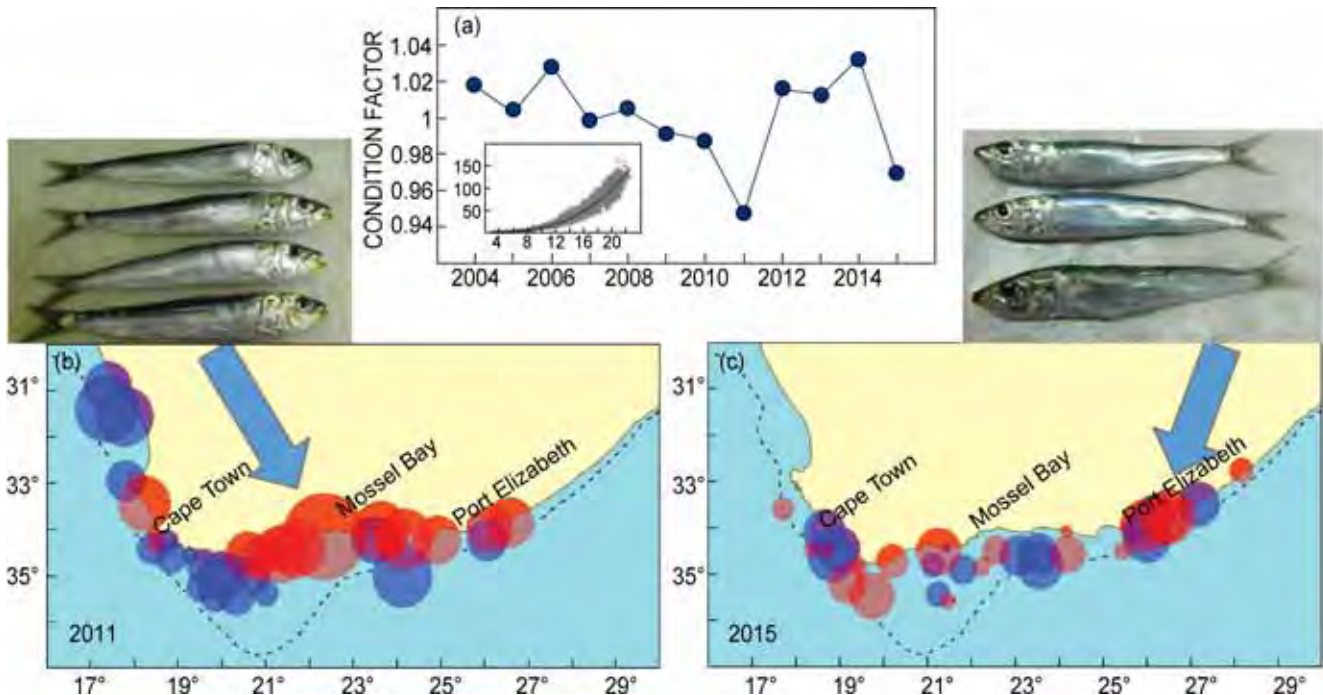 (a)
CONDITION FACTOR
1.04
1.02
1
0.98
0.96
0.94
150
100
50
4 8 12 16 20
2004 2006 2008 2010 2012 2014
(b)
31°
33°
35°
Cape Town
Mossel Bay
Port Elizabeth
2011
17° 19° 21° 23° 25° 27° 29°
(c)
31°
33°
35°
Cape Town
Mossel Bay
Port Elizabeth
2015
17° 19° 21° 23° 25° 27° 29°